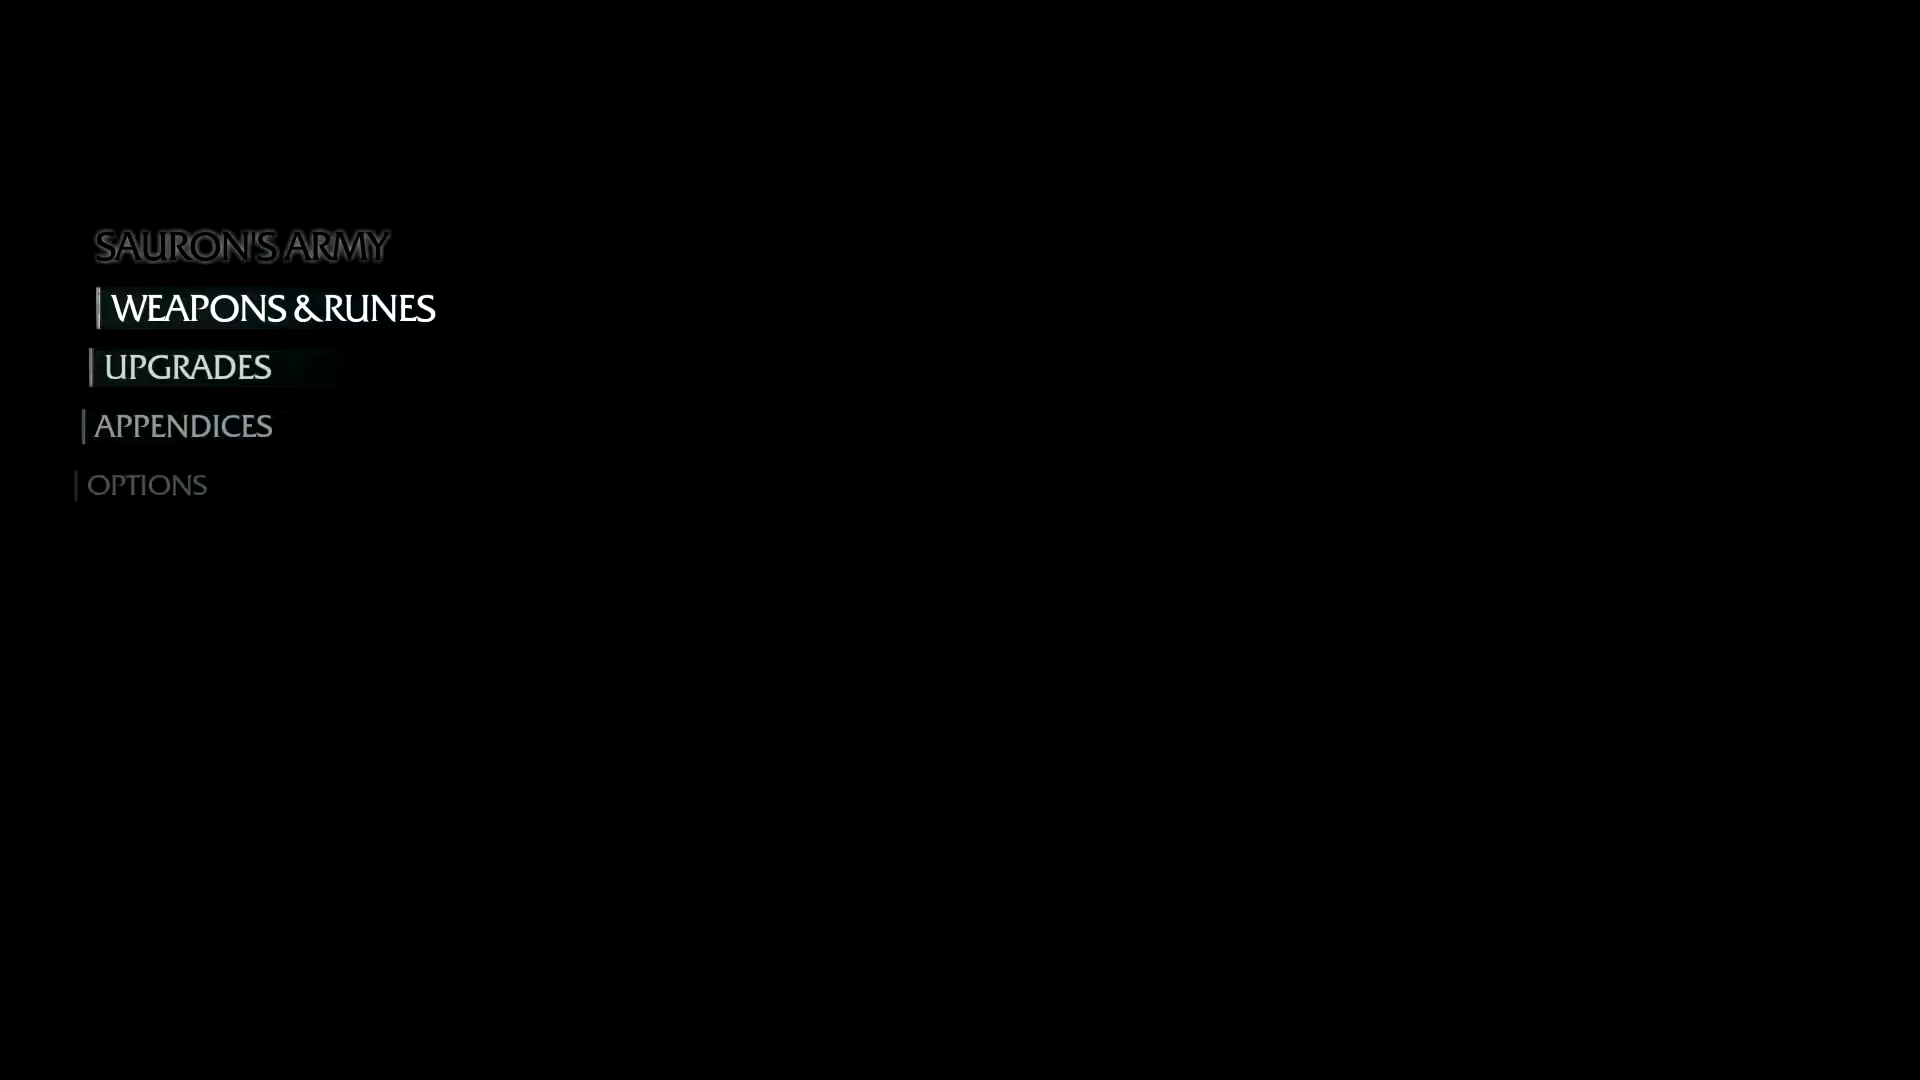 SAURON'S ARMY
WEAPONS & RUNES
UPGRADES
APPENDICES
OPTIONS